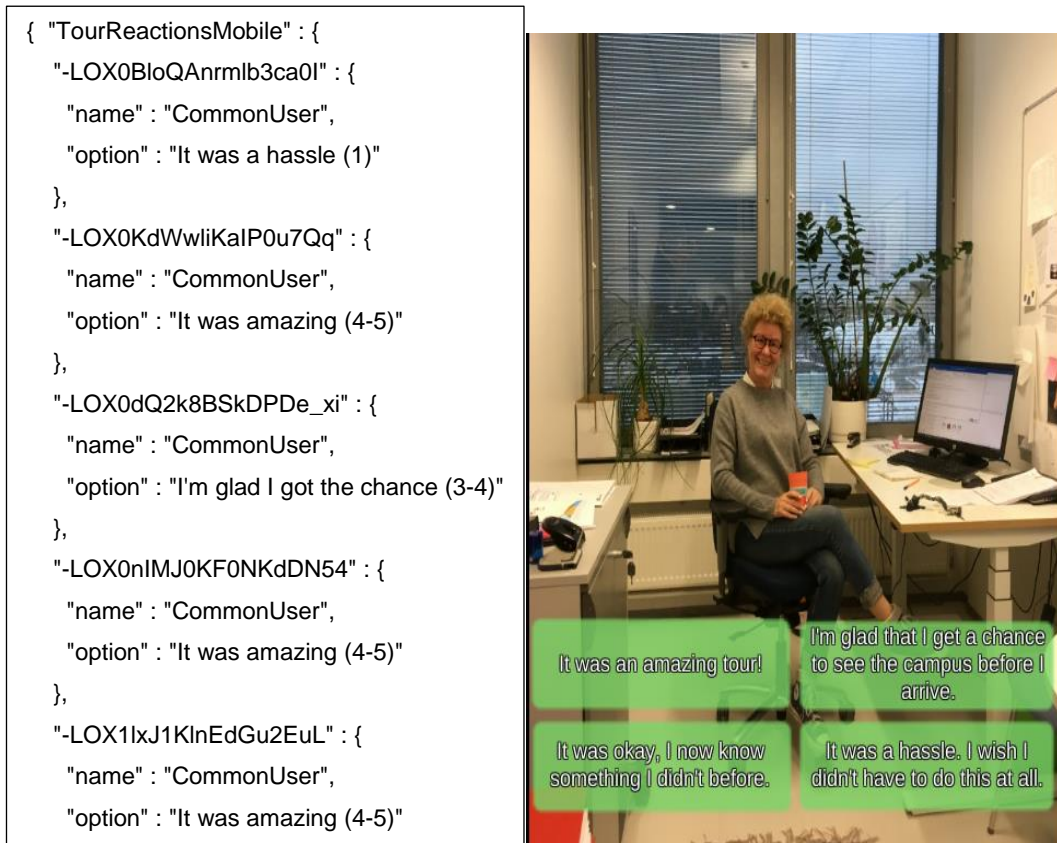 { "TourReactionsMobile" : {
"-LOX0BloQAnrmlb3ca0I" : {
"name" : "CommonUser",
"option" : "It was a hassle (1)"
},
"-LOX0KdWwliKaIP0u7Qq" : {
"name" : "CommonUser",
"option" : "It was amazing (4-5)"
},
"-LOX0dQ2k8BSkDPDe_xi" : {
"name" : "CommonUser",
"option" : "I'm glad I got the chance (3-4)"
},
"-LOX0nIMJ0KF0NKdDN54" : {
"name" : "CommonUser",
"option" : "It was amazing (4-5)"
},
"-LOX1lxJ1KlnEdGu2EuL" : {
"name" : "CommonUser",
"option" : "It was amazing (4-5)"
It was an amazing tour!
I'm glad that I get a chance
to see the campus before I
arrive.
It was okay, I now know
something I didn't before.
It was a hassle. I wish I
didn't have to do this at all.